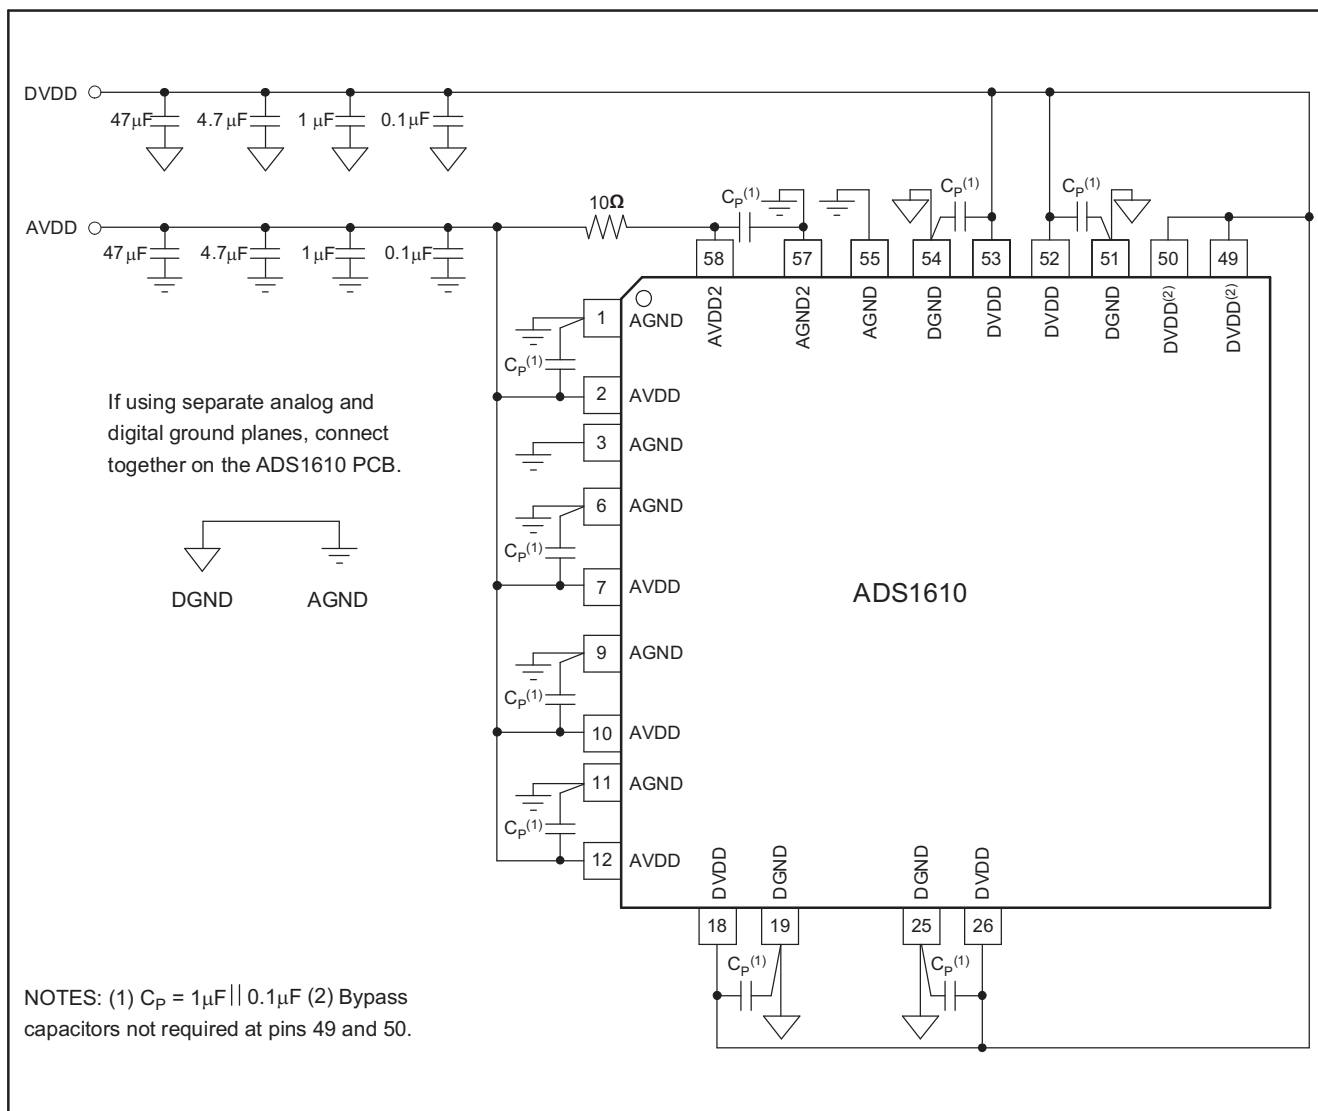 DVDD
47μF
4.7μF
1 μF
0.1μF
AVDD
47μF
4.7μF
1μF
0.1μF
10Ω
CP(1)
CP(1)
CP(1)
58
57
55
54
53
52
51
50
49
AVDD2
AGND2
AGND
DGND
DVDD
DVDD
DGND
DVDD(2)
DVDD(2)
1
AGND
CP(1)
2
AVDD
3
AGND
6
AGND
CP(1)
7
AVDD
9
AGND
CP(1)
10
AVDD
11
AGND
CP(1)
12
AVDD
If using separate analog and
digital ground planes, connect
together on the ADS1610 PCB.
DGND
AGND
ADS1610
DVDD
DGND
DGND
DVDD
18
19
25
26
CP(1)
CP(1)
NOTES: (1) CP = 1μF|| 0.1μF (2) Bypass
capacitors not required at pins 49 and 50.